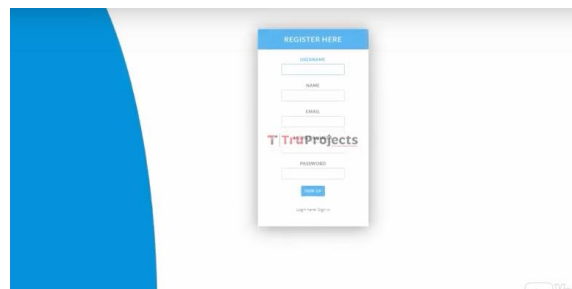 REGISTER HERE
USERNAME
NAME
EMAIL
TruProjects
PASSWORD
SIGN UP